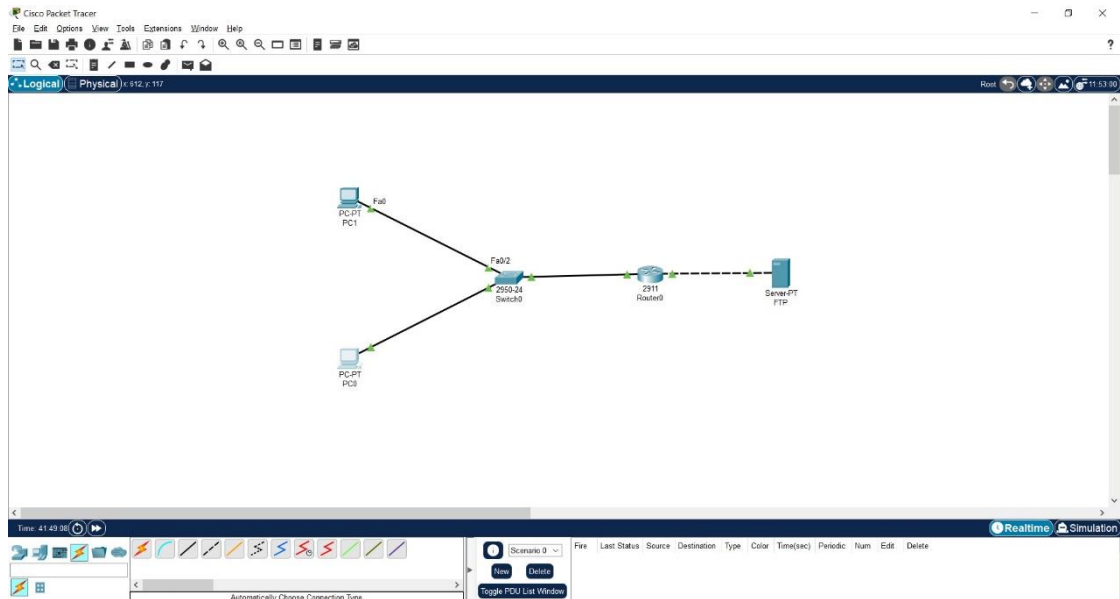 Cisco Packet Tracer
File Edit Options View Tools Extensions Window Help
?
Logical Physical x: 612, y: 117 Root 11:53:00
Fa0
PC-PT
PC1
Fa0/2
2950-24
Switch0
2911
Router0
Server-PT
FTP
PC-PT
PC0
Time: 41:49:08 Realtime Simulation
Scenario 0 Fire Last Status Source Destination Type Color Time(sec) Periodic Num Edit Delete
New Delete
Toggle PDU List Window
Automatically Choose Connection Type